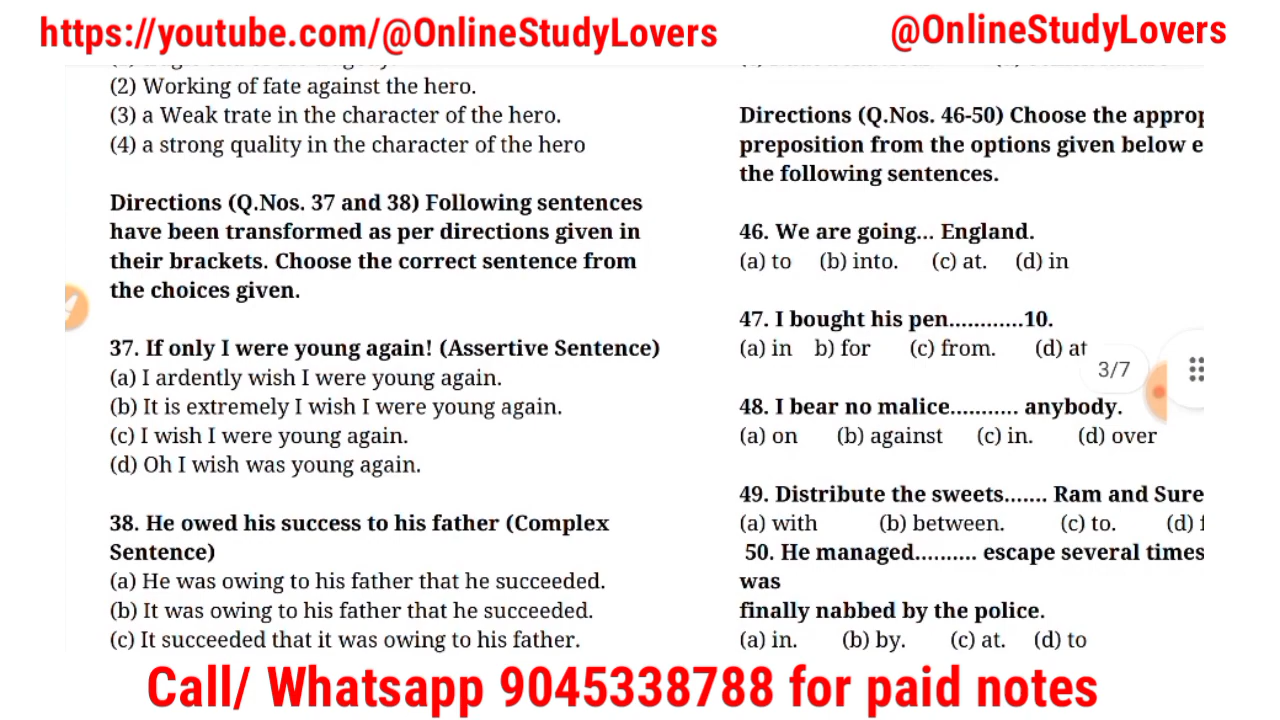 https://youtube.com/@OnlineStudyLovers
@OnlineStudyLovers
(2) Working of fate against the hero.
(3) a Weak trate in the character of the hero.
(4) a strong quality in the character of the hero
Directions (Q.Nos. 37 and 38) Following sentences
have been transformed as per directions given in
their brackets. Choose the correct sentence from
the choices given.
37. If only I were young again! (Assertive Sentence)
(a) I ardently wish I were young again.
(b) It is extremely I wish I were young again.
(c) I wish I were young again.
(d) Oh I wish was young again.
38. He owed his success to his father (Complex
Sentence)
(a) He was owing to his father that he succeeded.
(b) It was owing to his father that he succeeded.
(c) It succeeded that it was owing to his father.
Directions (Q.Nos. 46-50) Choose the approp
preposition from the options given below e
the following sentences.
46. We are going... England.
(a) to (b) into. (c) at. (d) in
47. I bought his pen............10.
(a) in b) for (c) from. (d) at
3/7
48. I bear no malice........... anybody.
(a) on (b) against (c) in. (d) over
49. Distribute the sweets....... Ram and Sure
(a) with (b) between. (c) to. (d)
50. He managed.......... escape several times
was
finally nabbed by the police.
(a) in. (b) by. (c) at. (d) to
Call/ Whatsapp 9045338788 for paid notes